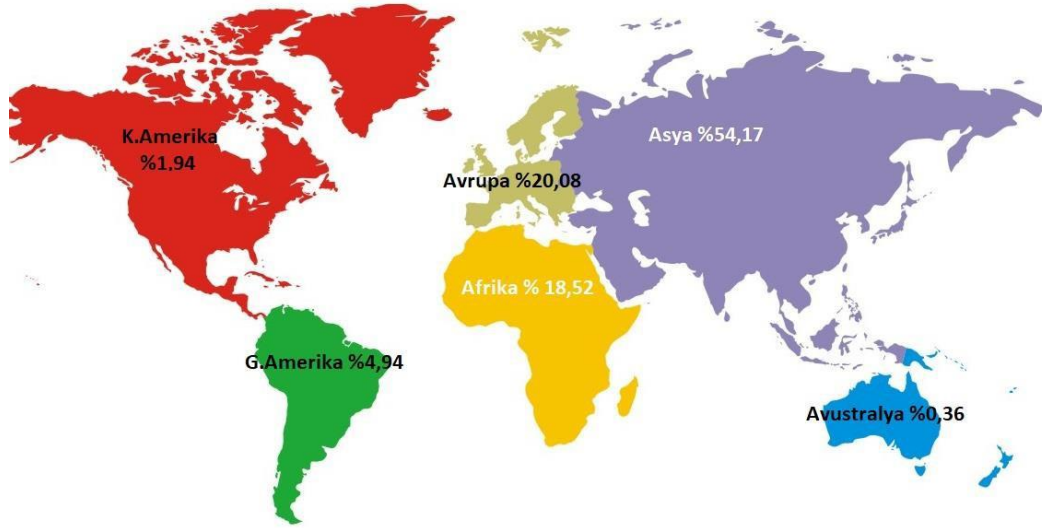 K.Amerika
%1,94
Asya %54,17
Avrupa %20,08
Afrika % 18,52
G.Amerika %4,94
Avustralya %0,36